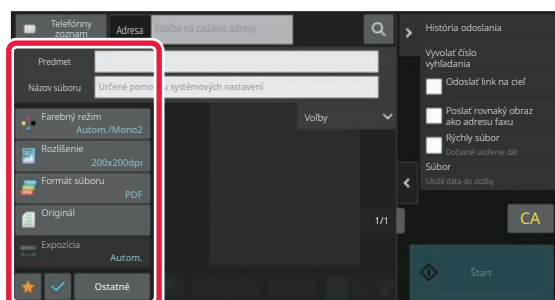 Telefónny
zoznam
Adresa
Stlačte na zadanie adresy
Predmet
Názov súboru
Určené pomo u systémových nastavení
Farebný režim
Autom./Mono2
Rozlíšenie
200x200dpi
Formát súboru
PDF
Originál
Expozícia
Autom.
Ostatné
Voľby
1/1
História odoslania
Vyvolať číslo
vyhľadania
Odoslať link na cieľ
Poslať rovnaký obraz
ako adresu faxu
Rýchly súbor
Dočasné uloženie dát
Súbor
Uložiť dáta do zložky
CA
Štart